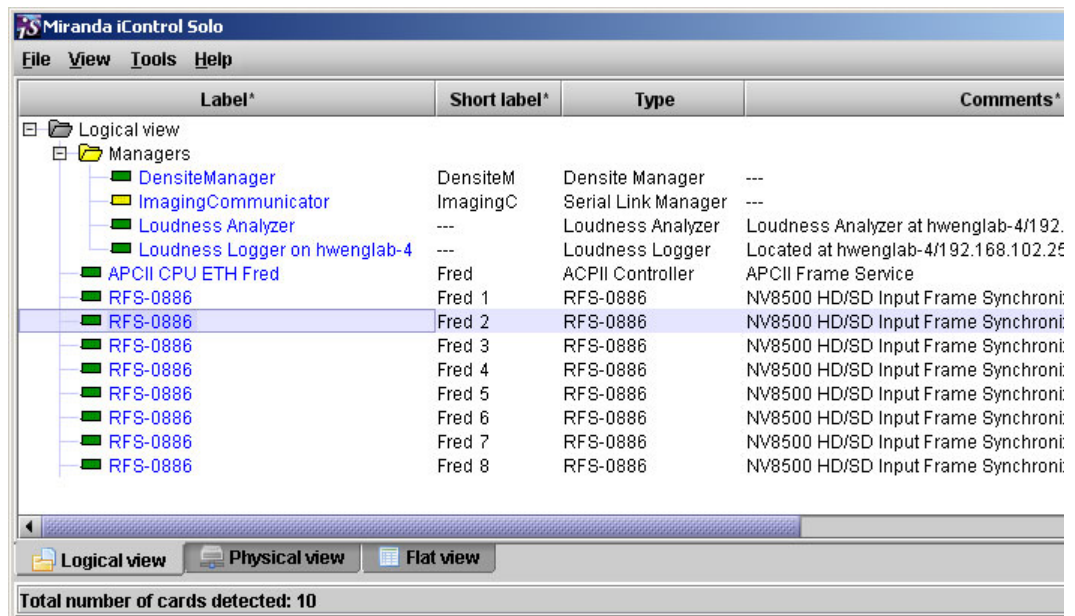 Miranda iControl Solo
File View Tools Help
Label* Short label* Type Comments*
Logical view
Managers
DensiteManager DensiteM Densite Manager ---
ImagingCommunicator ImagingC Serial Link Manager ---
Loudness Analyzer --- Loudness Analyzer Loudness Analyzer at hwenglab-4/192.
Loudness Logger on hwenglab-4 --- Loudness Logger Located at hwenglab-4/192.168.102.25
APCII CPU ETH Fred Fred ACPII Controller APCII Frame Service
RFS-0886 Fred 1 RFS-0886 NV8500 HD/SD Input Frame Synchroni
RFS-0886 Fred 2 RFS-0886 NV8500 HD/SD Input Frame Synchroni
RFS-0886 Fred 3 RFS-0886 NV8500 HD/SD Input Frame Synchroni
RFS-0886 Fred 4 RFS-0886 NV8500 HD/SD Input Frame Synchroni
RFS-0886 Fred 5 RFS-0886 NV8500 HD/SD Input Frame Synchroni
RFS-0886 Fred 6 RFS-0886 NV8500 HD/SD Input Frame Synchroni
RFS-0886 Fred 7 RFS-0886 NV8500 HD/SD Input Frame Synchroni
RFS-0886 Fred 8 RFS-0886 NV8500 HD/SD Input Frame Synchroni
Logical view Physical view Flat view
Total number of cards detected: 10